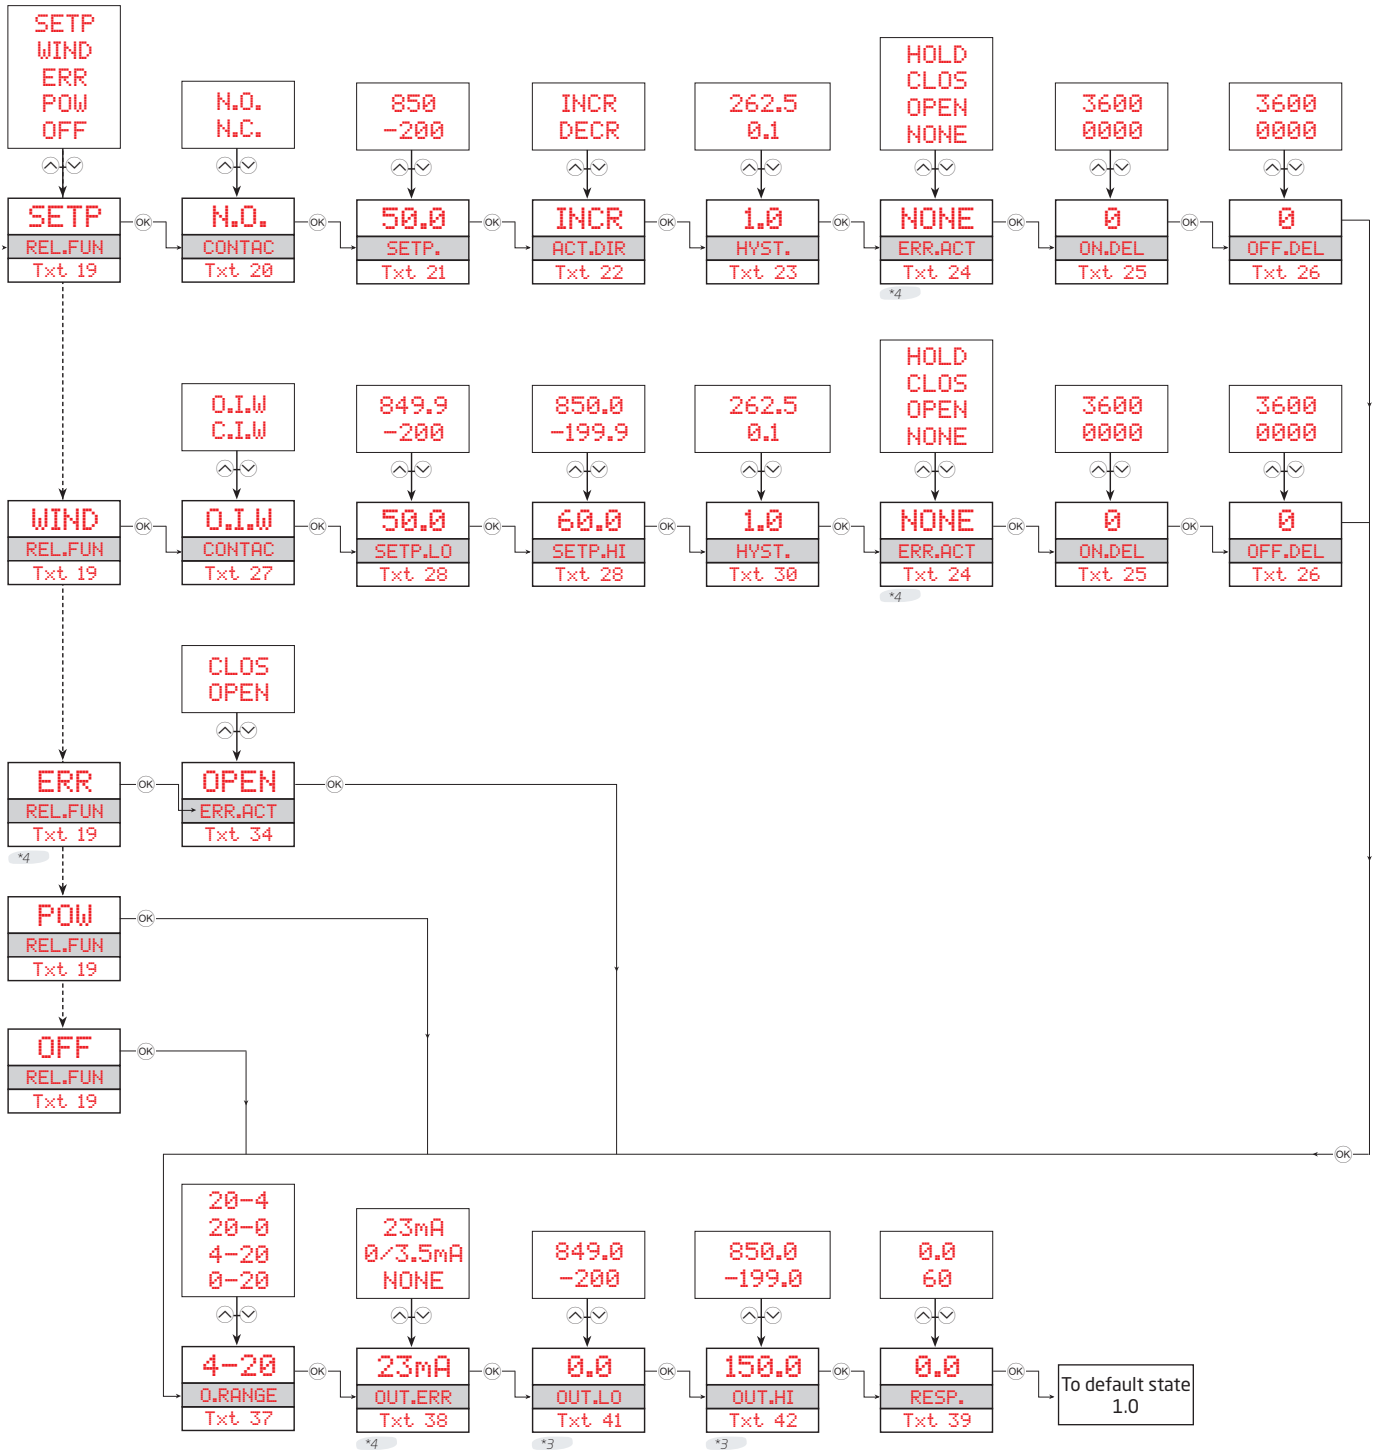 SETP
WIND
ERR
POW
OFF
N.O.
N.C.
850
-200
INCR
DECR
262.5
0.1
HOLD
CLOS
OPEN
NONE
3600
0000
3600
0000
SETP
REL.FUN
Txt 19
OK
N.O.
CONTAC
Txt 20
OK
50.0
SETP.
Txt 21
OK
INCR
ACT.DIR
Txt 22
OK
1.0
HYST.
Txt 23
OK
NONE
ERR.ACT
Txt 24
*4
OK
0
ON.DEL
Txt 25
OK
0
OFF.DEL
Txt 26
O.I.W
C.I.W
849.9
-200
850.0
-199.9
262.5
0.1
HOLD
CLOS
OPEN
NONE
3600
0000
3600
0000
WIND
REL.FUN
Txt 19
OK
O.I.W
CONTAC
Txt 27
OK
50.0
SETP.LO
Txt 28
OK
60.0
SETP.HI
Txt 28
OK
1.0
HYST.
Txt 30
OK
NONE
ERR.ACT
Txt 24
*4
OK
0
ON.DEL
Txt 25
OK
0
OFF.DEL
Txt 26
CLOS
OPEN
ERR
REL.FUN
Txt 19
*4
OK
OPEN
ERR.ACT
Txt 34
OK
POW
REL.FUN
Txt 19
OK
OFF
REL.FUN
Txt 19
OK
OK
20-4
20-0
4-20
0-20
23mA
0/3.5mA
NONE
849.0
-200
850.0
-199.0
0.0
60
4-20
O.RANGE
Txt 37
OK
23mA
OUT.ERR
Txt 38
*4
OK
0.0
OUT.LO
Txt 41
*3
OK
150.0
OUT.HI
Txt 42
*3
OK
0.0
RESP.
Txt 39
OK
To default state
1.0